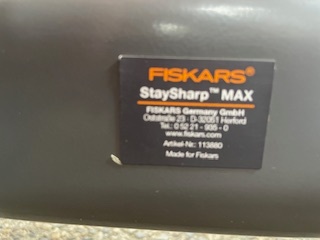 FISKARS®
StaySharp™ MAX
FISKARS Germany GmbH
Oststraße 23 · D-32051 Herford
Tel.: 0 52 21 - 935 - 0
www.fiskars.com
Artikel-Nr.: 113880
Made for Fiskars